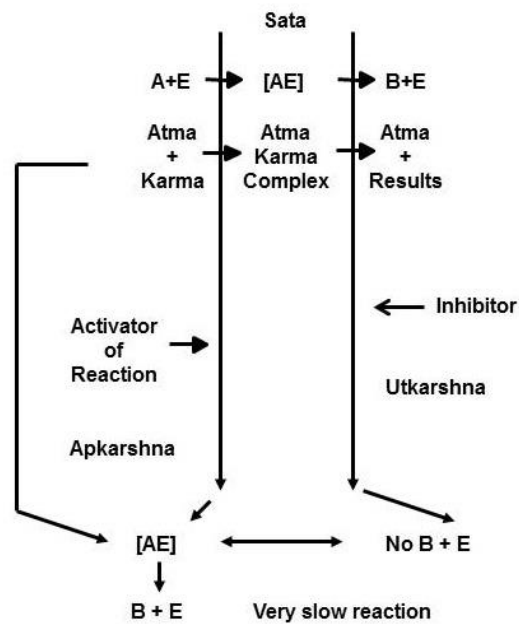 Sata
A+E [AE] B+E
Atma Atma Atma
+ Karma +
Karma Complex Results
Inhibitor
Activator
of
Reaction
Utkarshna
Apkarshna
[AE] No B + E
B + E Very slow reaction